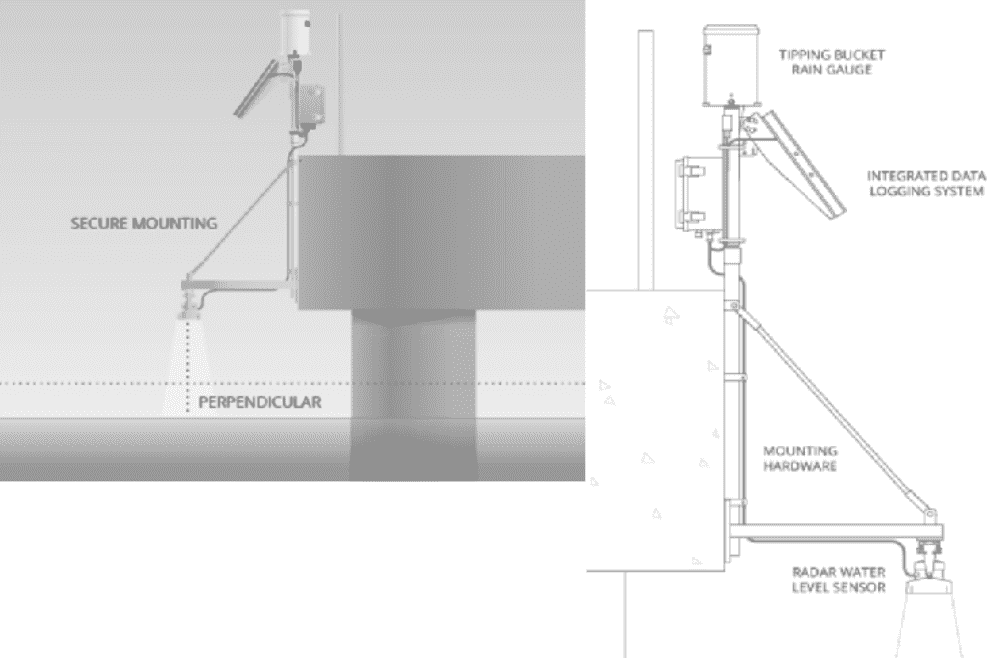 SECURE MOUNTING
PERPENDICULAR
TIPPING BUCKET
RAIN GAUGE
INTEGRATED DATA
LOGGING SYSTEM
MOUNTING
HARDWARE
RADAR WATER
LEVEL SENSOR